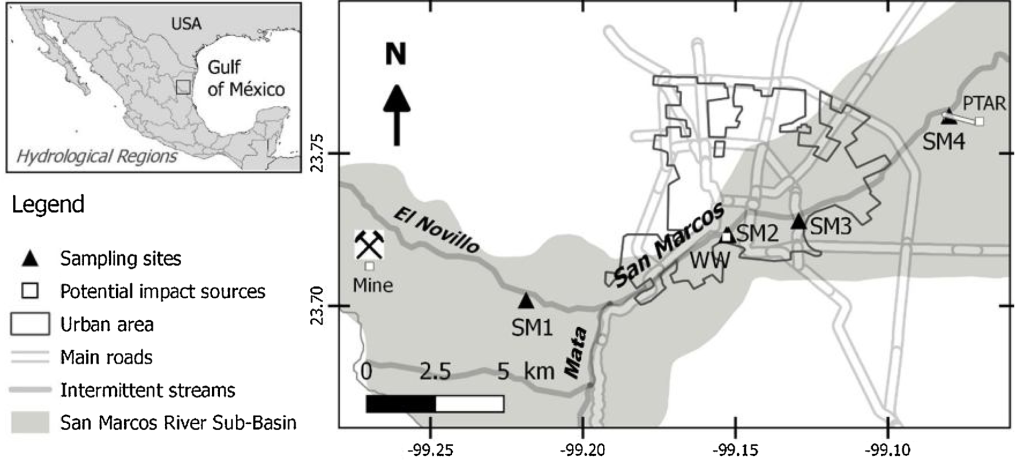 USA
Gulf
of México
Hydrological Regions
Legend
Sampling sites
Potential impact sources
Urban area
Main roads
Intermittent streams
San Marcos River Sub-Basin
N
23.75
23.70
El Novillo
Mine
SM1
Mata
San Marcos
WW
SM2
SM3
SM4
PTAR
0 2.5 5 km
-99.25 -99.20 -99.15 -99.10